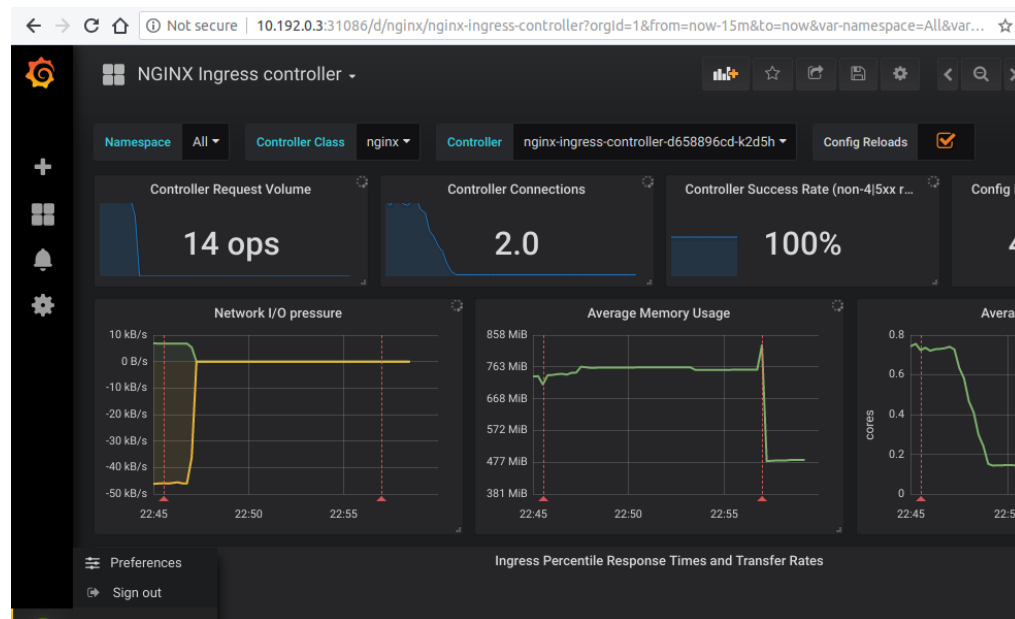 Not secure | 10.192.0.3:31086/d/nginx/nginx-ingress-controller?orgId=1&from=now-15m&to=now&var-namespace=All&var...
NGINX Ingress controller
Namespace All Controller Class nginx Controller nginx-ingress-controller-d658896cd-k2d5h Config Reloads
Controller Request Volume Controller Connections Controller Success Rate (non-4|5xx r... Config
14 ops 2.0 100%
Network I/O pressure
10 kB/s
0 B/s
-10 kB/s
-20 kB/s
-30 kB/s
-40 kB/s
-50 kB/s
22:45 22:50 22:55
Average Memory Usage
858 MiB
763 MiB
668 MiB
572 MiB
477 MiB
381 MiB
22:45 22:50 22:55
Avera
cores
0.8
0.6
0.4
0.2
0
22:45 22:5
Preferences
Sign out
Ingress Percentile Response Times and Transfer Rates